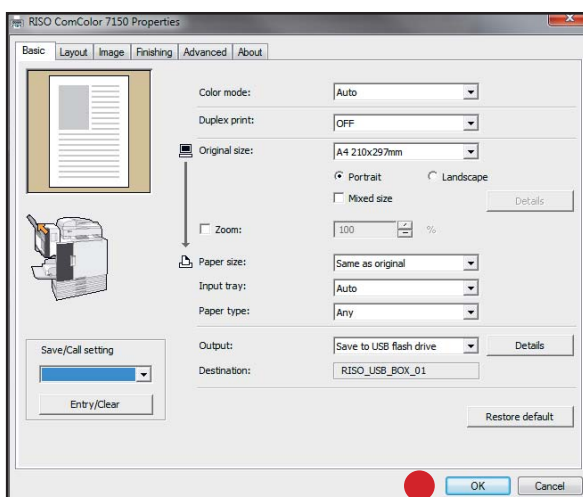 RISO ComColor 7150 Properties
Basic Layout Image Finishing Advanced About
Color mode: Auto
Duplex print: OFF
Original size: A4 210x297mm
Portrait Landscape
Mixed size Details
Zoom: 100 %
Paper size: Same as original
Input tray: Auto
Paper type: Any
Save/Call setting
Entry/Clear
Output: Save to USB flash drive Details
Destination: RISO_USB_BOX_01
Restore default
OK Cancel